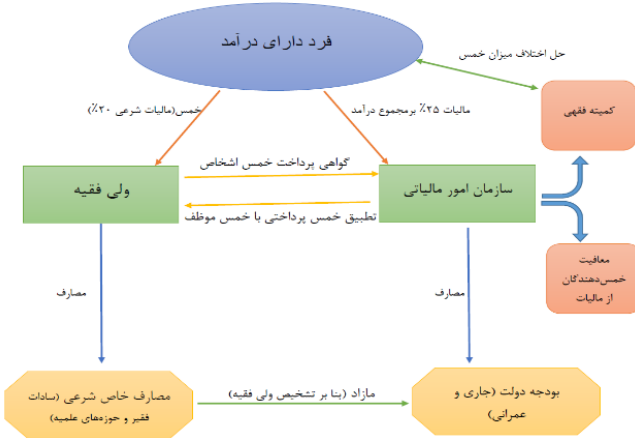 فرد دارای درآمد
حل اختلاف میزان خمس
خمس(مالیات شرعی ۲۰٪)
مالیات ۲۵٪ برمجموع درآمد
کمیته فقهی
گواهی پرداخت خمس اشخاص
ولی فقیه
سازمان امور مالیاتی
تطبیق خمس پرداختی با خمس موظف
معافیت
خمس‌دهندگان
از مالیات
مصارف
مصارف
مصارف خاص شرعی (سادات
فقیر و حوزه‌های علمیه)
مازاد (بنا بر تشخیص ولی فقیه)
بودجه دولت (جاری و
عمرانی)